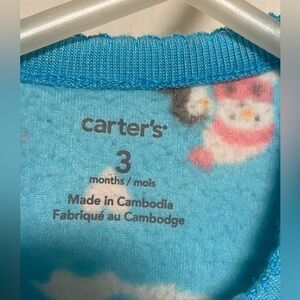 carter's®
3
months / mois
Made in Cambodia
Fabriqué au Cambodge